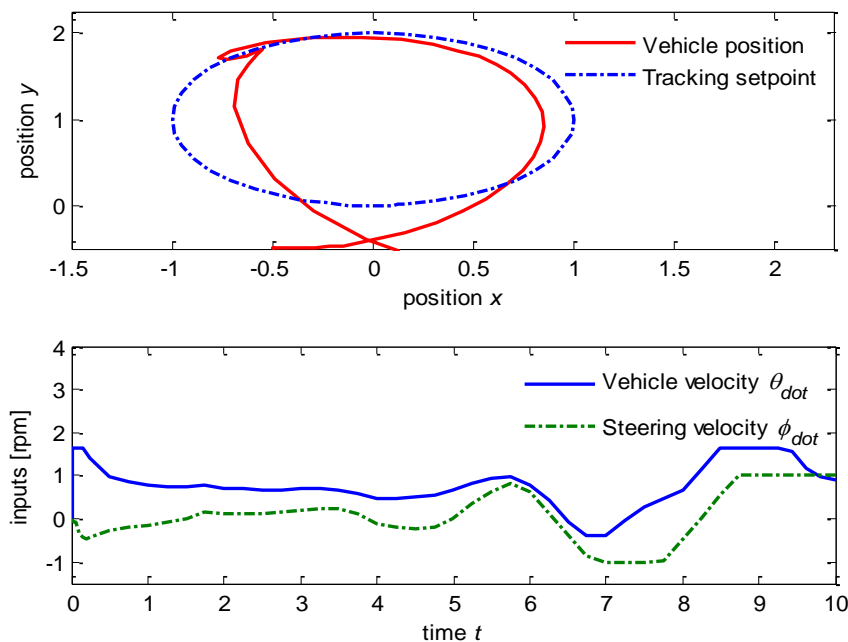 2
1
0
position y
Vehicle position
Tracking setpoint
-1.5 -1 -0.5 0 0.5 1 1.5 2
position x
4
3
2
1
0
-1
inputs [rpm]
Vehicle velocity θdot
Steering velocity ϕdot
0 1 2 3 4 5 6 7 8 9 10
time t